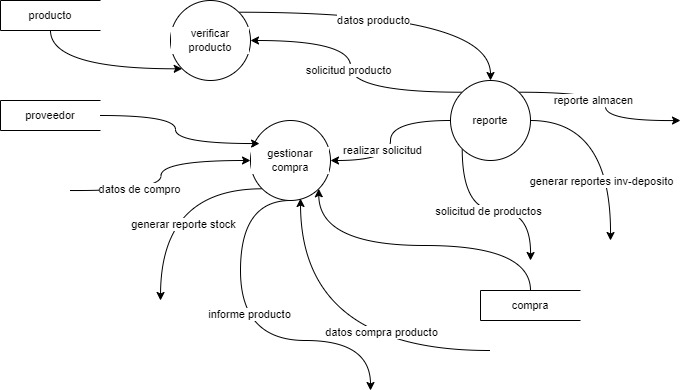 producto
verificar
producto
datos producto
solicitud producto
reporte almacen
proveedor
reporte
gestionar
compra
realizar solicitud
generar reportes inv-deposito
datos de compro
solicitud de productos
generar reporte stock
compra
informe producto
datos compra producto